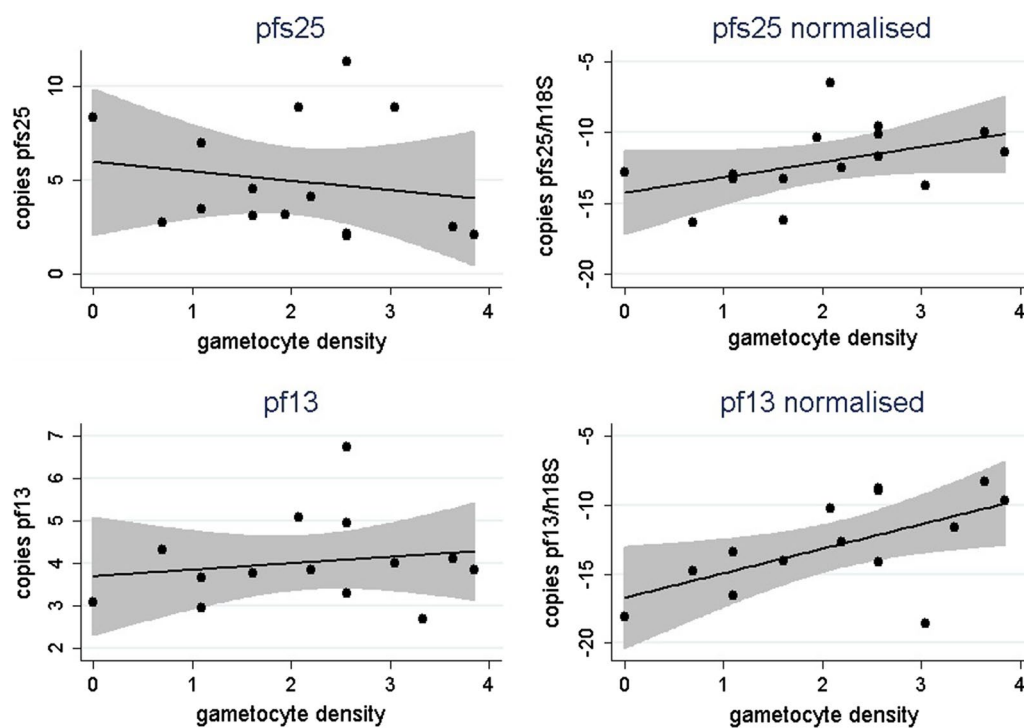 pfs25
copies pfs25
10
5
0
0 1 2 3 4
gametocyte density
pfs25 normalised
copies pfs25/h18S
-5
-10
-15
-20
0 1 2 3 4
gametocyte density
pf13
copies pf13
7
6
5
4
3
2
0 1 2 3 4
gametocyte density
pf13 normalised
copies pf13/h18S
-5
-10
-15
-20
0 1 2 3 4
gametocyte density